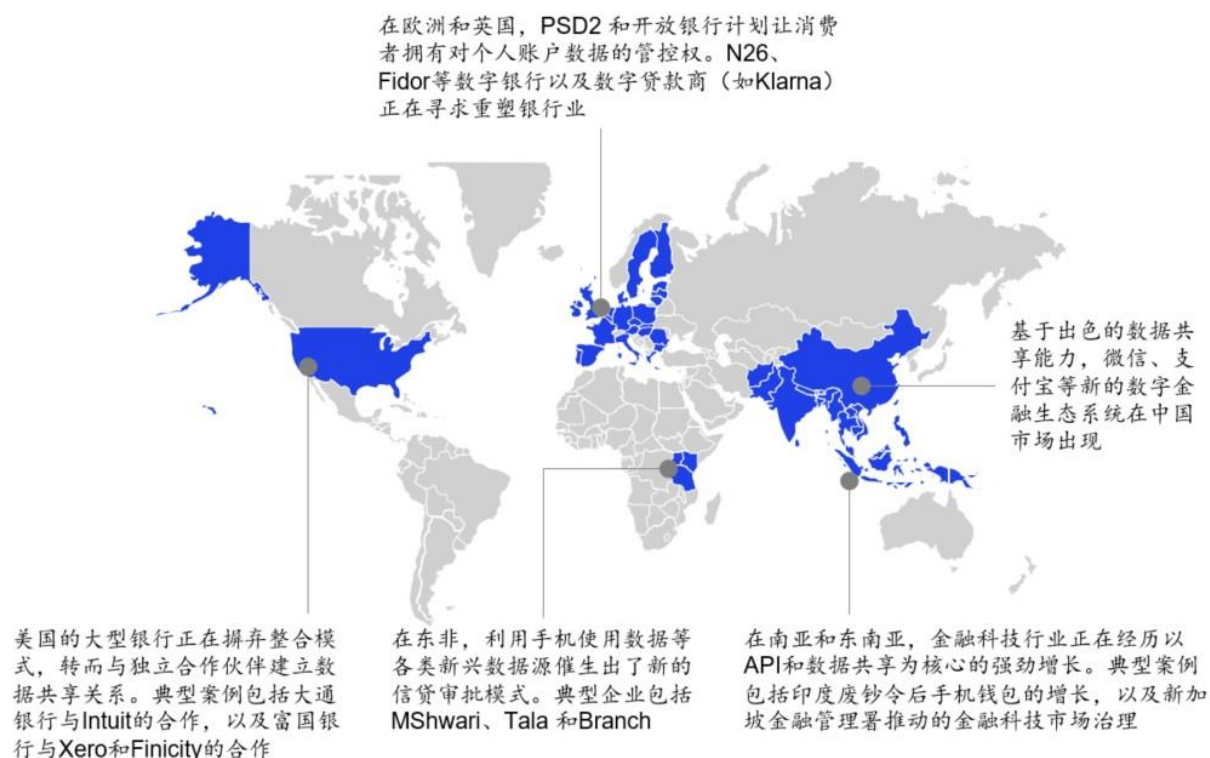 在欧洲和英国，PSD2 和开放银行计划让消费
者拥有对个人账户数据的管控权。N26、
Fidor等数字银行以及数字贷款商（如Klarna）
正在寻求重塑银行业
基于出色的数据共
享能力，微信、支
付宝等新的数字金
融生态系统在中国
市场出现
美国的大型银行正在摒弃整合模
式，转而与独立合作伙伴建立数
据共享关系。典型案例包括大通
银行与Intuit的合作，以及富国银
行与Xero和Finicity的合作
在东非，利用手机使用数据等
各类新兴数据源催生出了新的
信贷审批模式。典型企业包括
MShwari、Tala 和Branch
在南亚和东南亚，金融科技行业正在经历以
API和数据共享为核心的强劲增长。典型案例
包括印度废钞令后手机钱包的增长，以及新加
坡金融管理署推动的金融科技市场治理